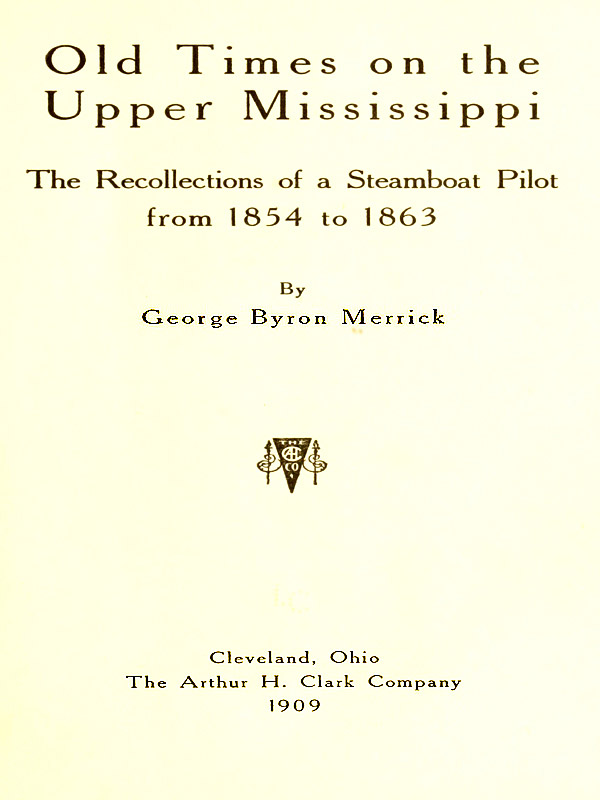 Old Times on the
Upper Mississippi
The Recollections of a Steamboat Pilot
from 1854 to 1863
By
George Byron Merrick
THE
AHC
CO
Cleveland, Ohio
The Arthur H. Clark Company
1909